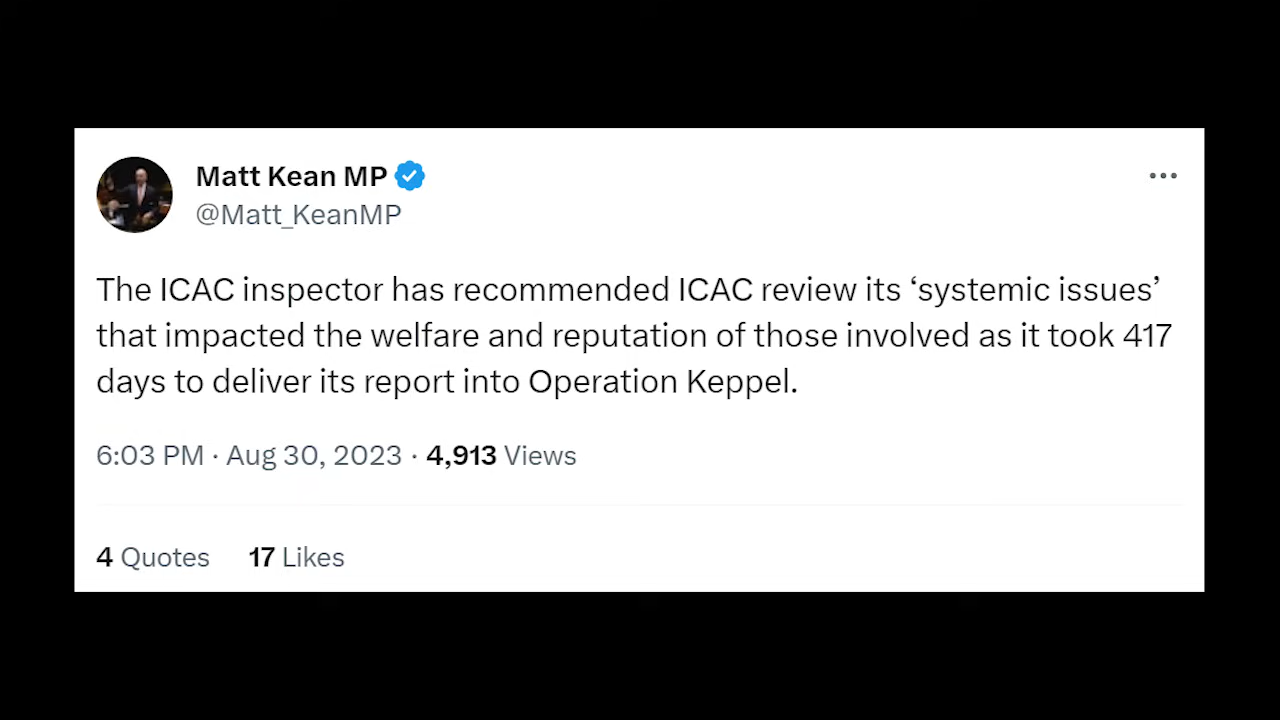 Matt Kean MP
@Matt_KeanMP
The ICAC inspector has recommended ICAC review its ‘systemic issues’
that impacted the welfare and reputation of those involved as it took 417
days to deliver its report into Operation Keppel.
6:03 PM · Aug 30, 2023 · 4,913 Views
4 Quotes 17 Likes